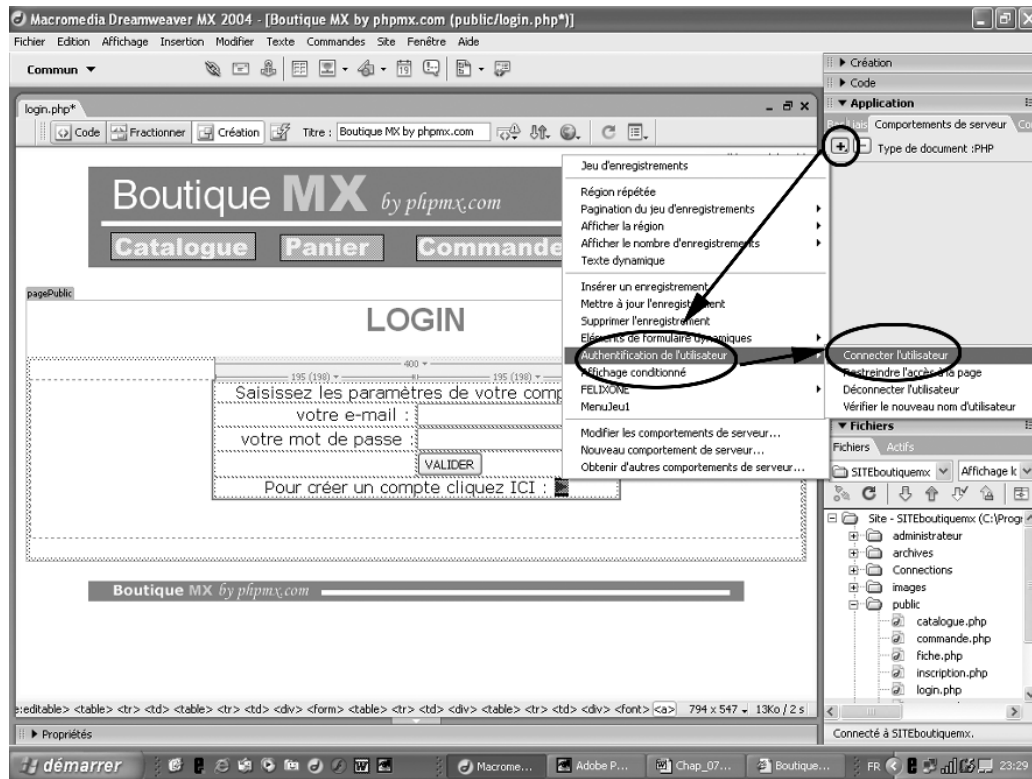 Macromedia Dreamweaver MX 2004 - [Boutique MX by phpmx.com (public/login.php*)]
Fichier Edition Affichage Insertion Modifier Texte Commandes Site Fenêtre Aide
Commun
Création
Code
Application
Comportements de serveur
Type de document :PHP
login.php*
Code Fractionner Création Titre : Boutique MX by phpmx.com
Boutique MX by phpmx.com
Catalogue Panier Commande
pagePublic
LOGIN
400
195 (198) 195 (198)
Saisissez les paramètres de votre comp
votre e-mail :
votre mot de passe :
VALIDER
Pour créer un compte cliquez ICI :
Boutique MX by phpmx.com
Jeu d'enregistrements
Région répétée
Pagination du jeu d'enregistrements
Afficher la région
Afficher le nombre d'enregistrements
Texte dynamique
Insérer un enregistrement
Mettre à jour l'enregistrement
Supprimer l'enregistrement
Eléments de formulaire dynamiques
Authentification de l'utilisateur
Affichage conditionné
FELIXONE
MenuJeu1
Modifier les comportements de serveur...
Nouveau comportement de serveur...
Obtenir d'autres comportements de serveur...
Connecter l'utilisateur
Restreindre l'accès à la page
Déconnecter l'utilisateur
Vérifier le nouveau nom d'utilisateur
Fichiers
Fichiers Actifs
SITEboutiquemx Affichage lc
Site - SITEboutiquemx (C:\Progr
administrateur
archives
Connections
images
public
catalogue.php
commande.php
fiche.php
inscription.php
login.php
e:editable> <table> <tr> <td> <table> <tr> <td> <div> <form> <table> <tr> <td> <div> <table> <tr> <td> <div> <font> <a> 794 x 547 13Ko / 2 s
Propriétés
Connecté à SITEboutiquemx.
démarrer Macrome... Adobe P... Chap_07... Boutique... FR 23:29